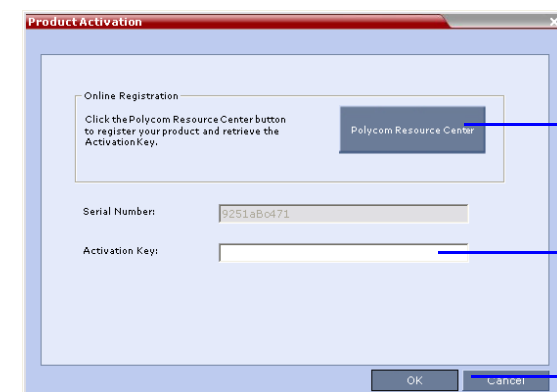 Product Activation
Online Registration
Click the Polycom Resource Center button
to register your product and retrieve the
Activation Key.
Polycom Resource Center
Serial Number:
9251aBc471
Activation Key:
OK
Cancel